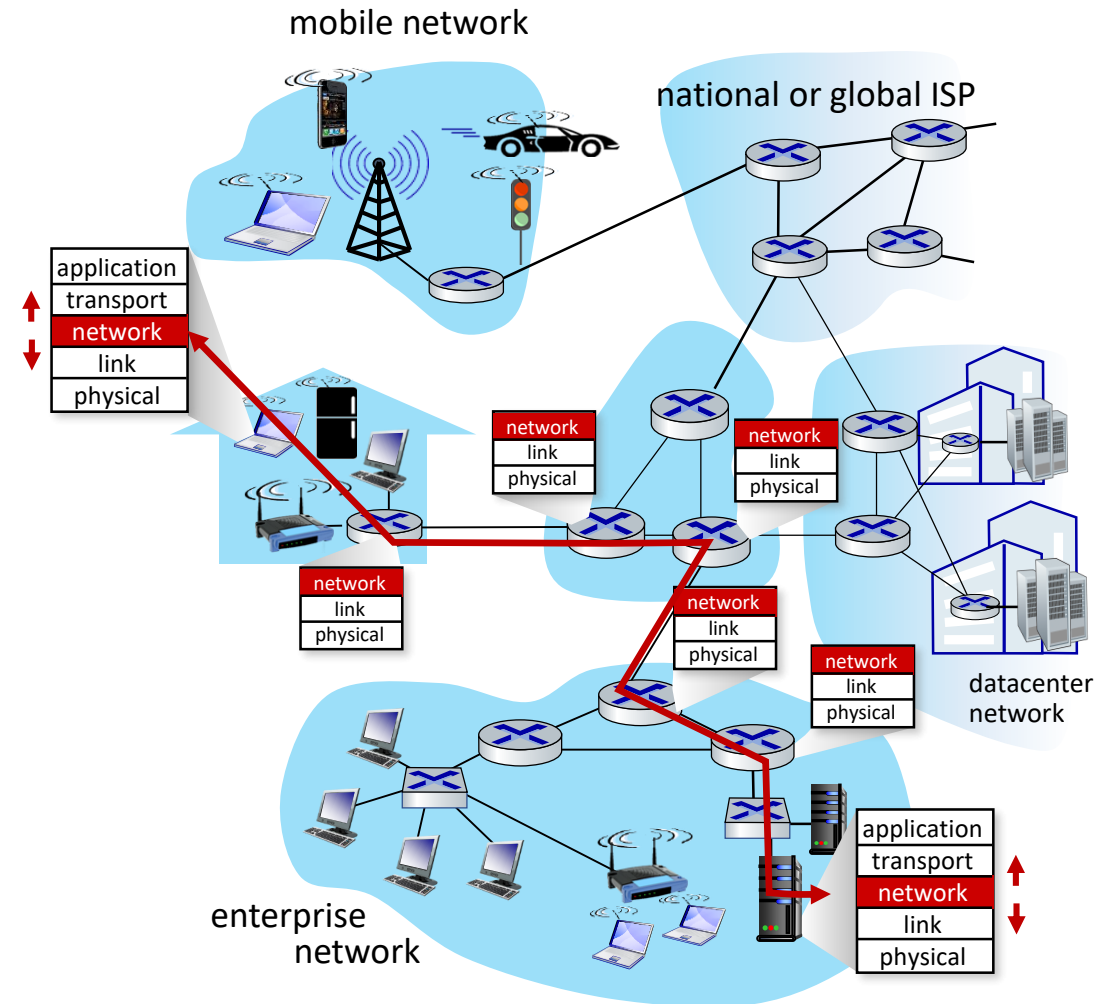 mobile network
national or global ISP
application
transport
network
link
physical
network
link
physical
network
link
physical
network
link
physical
network
link
physical
network
link
physical
datacenter
network
application
transport
network
link
physical
enterprise
network